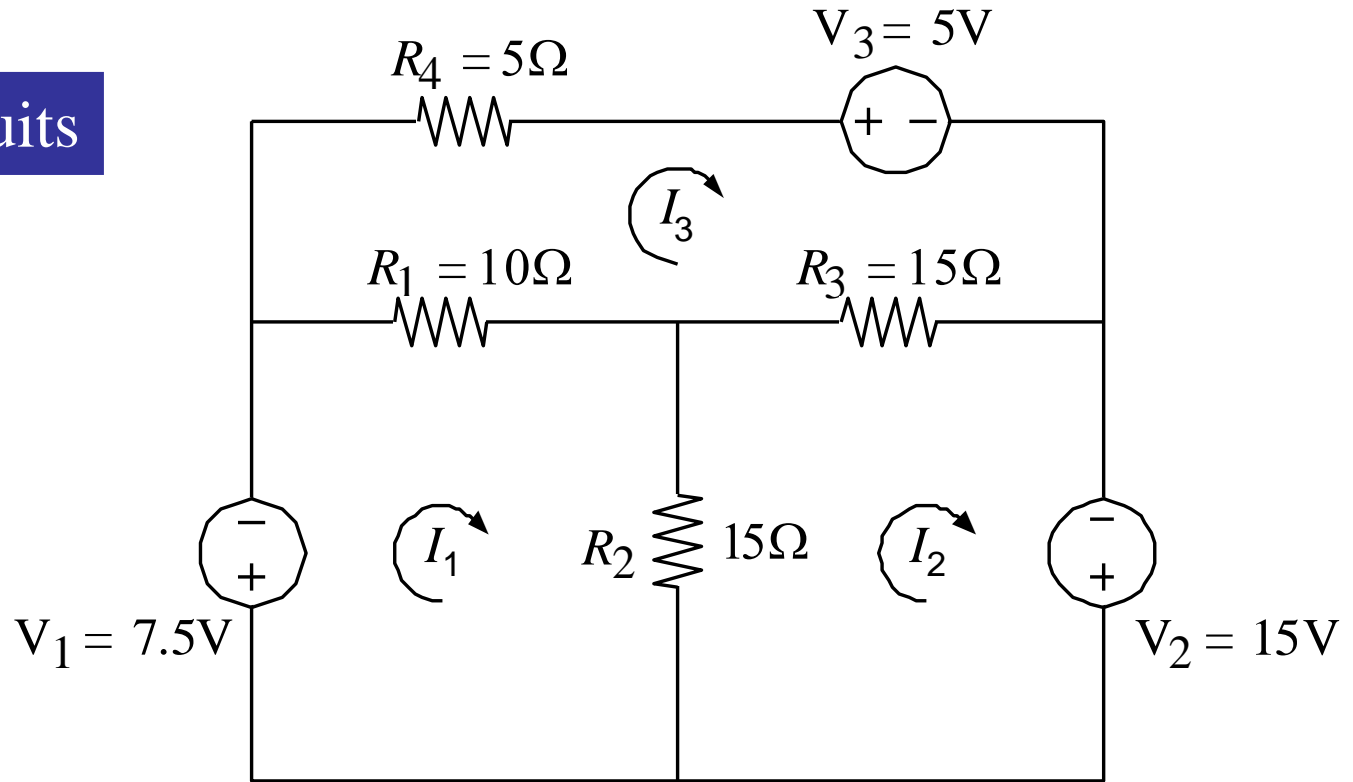 V3 = 5V
R4 = 5Ω
uits
I3
R1 = 10Ω
R3 = 15Ω
+ −
− +
I1
R2 15Ω
I2
− +
V1 = 7.5V
V2 = 15V